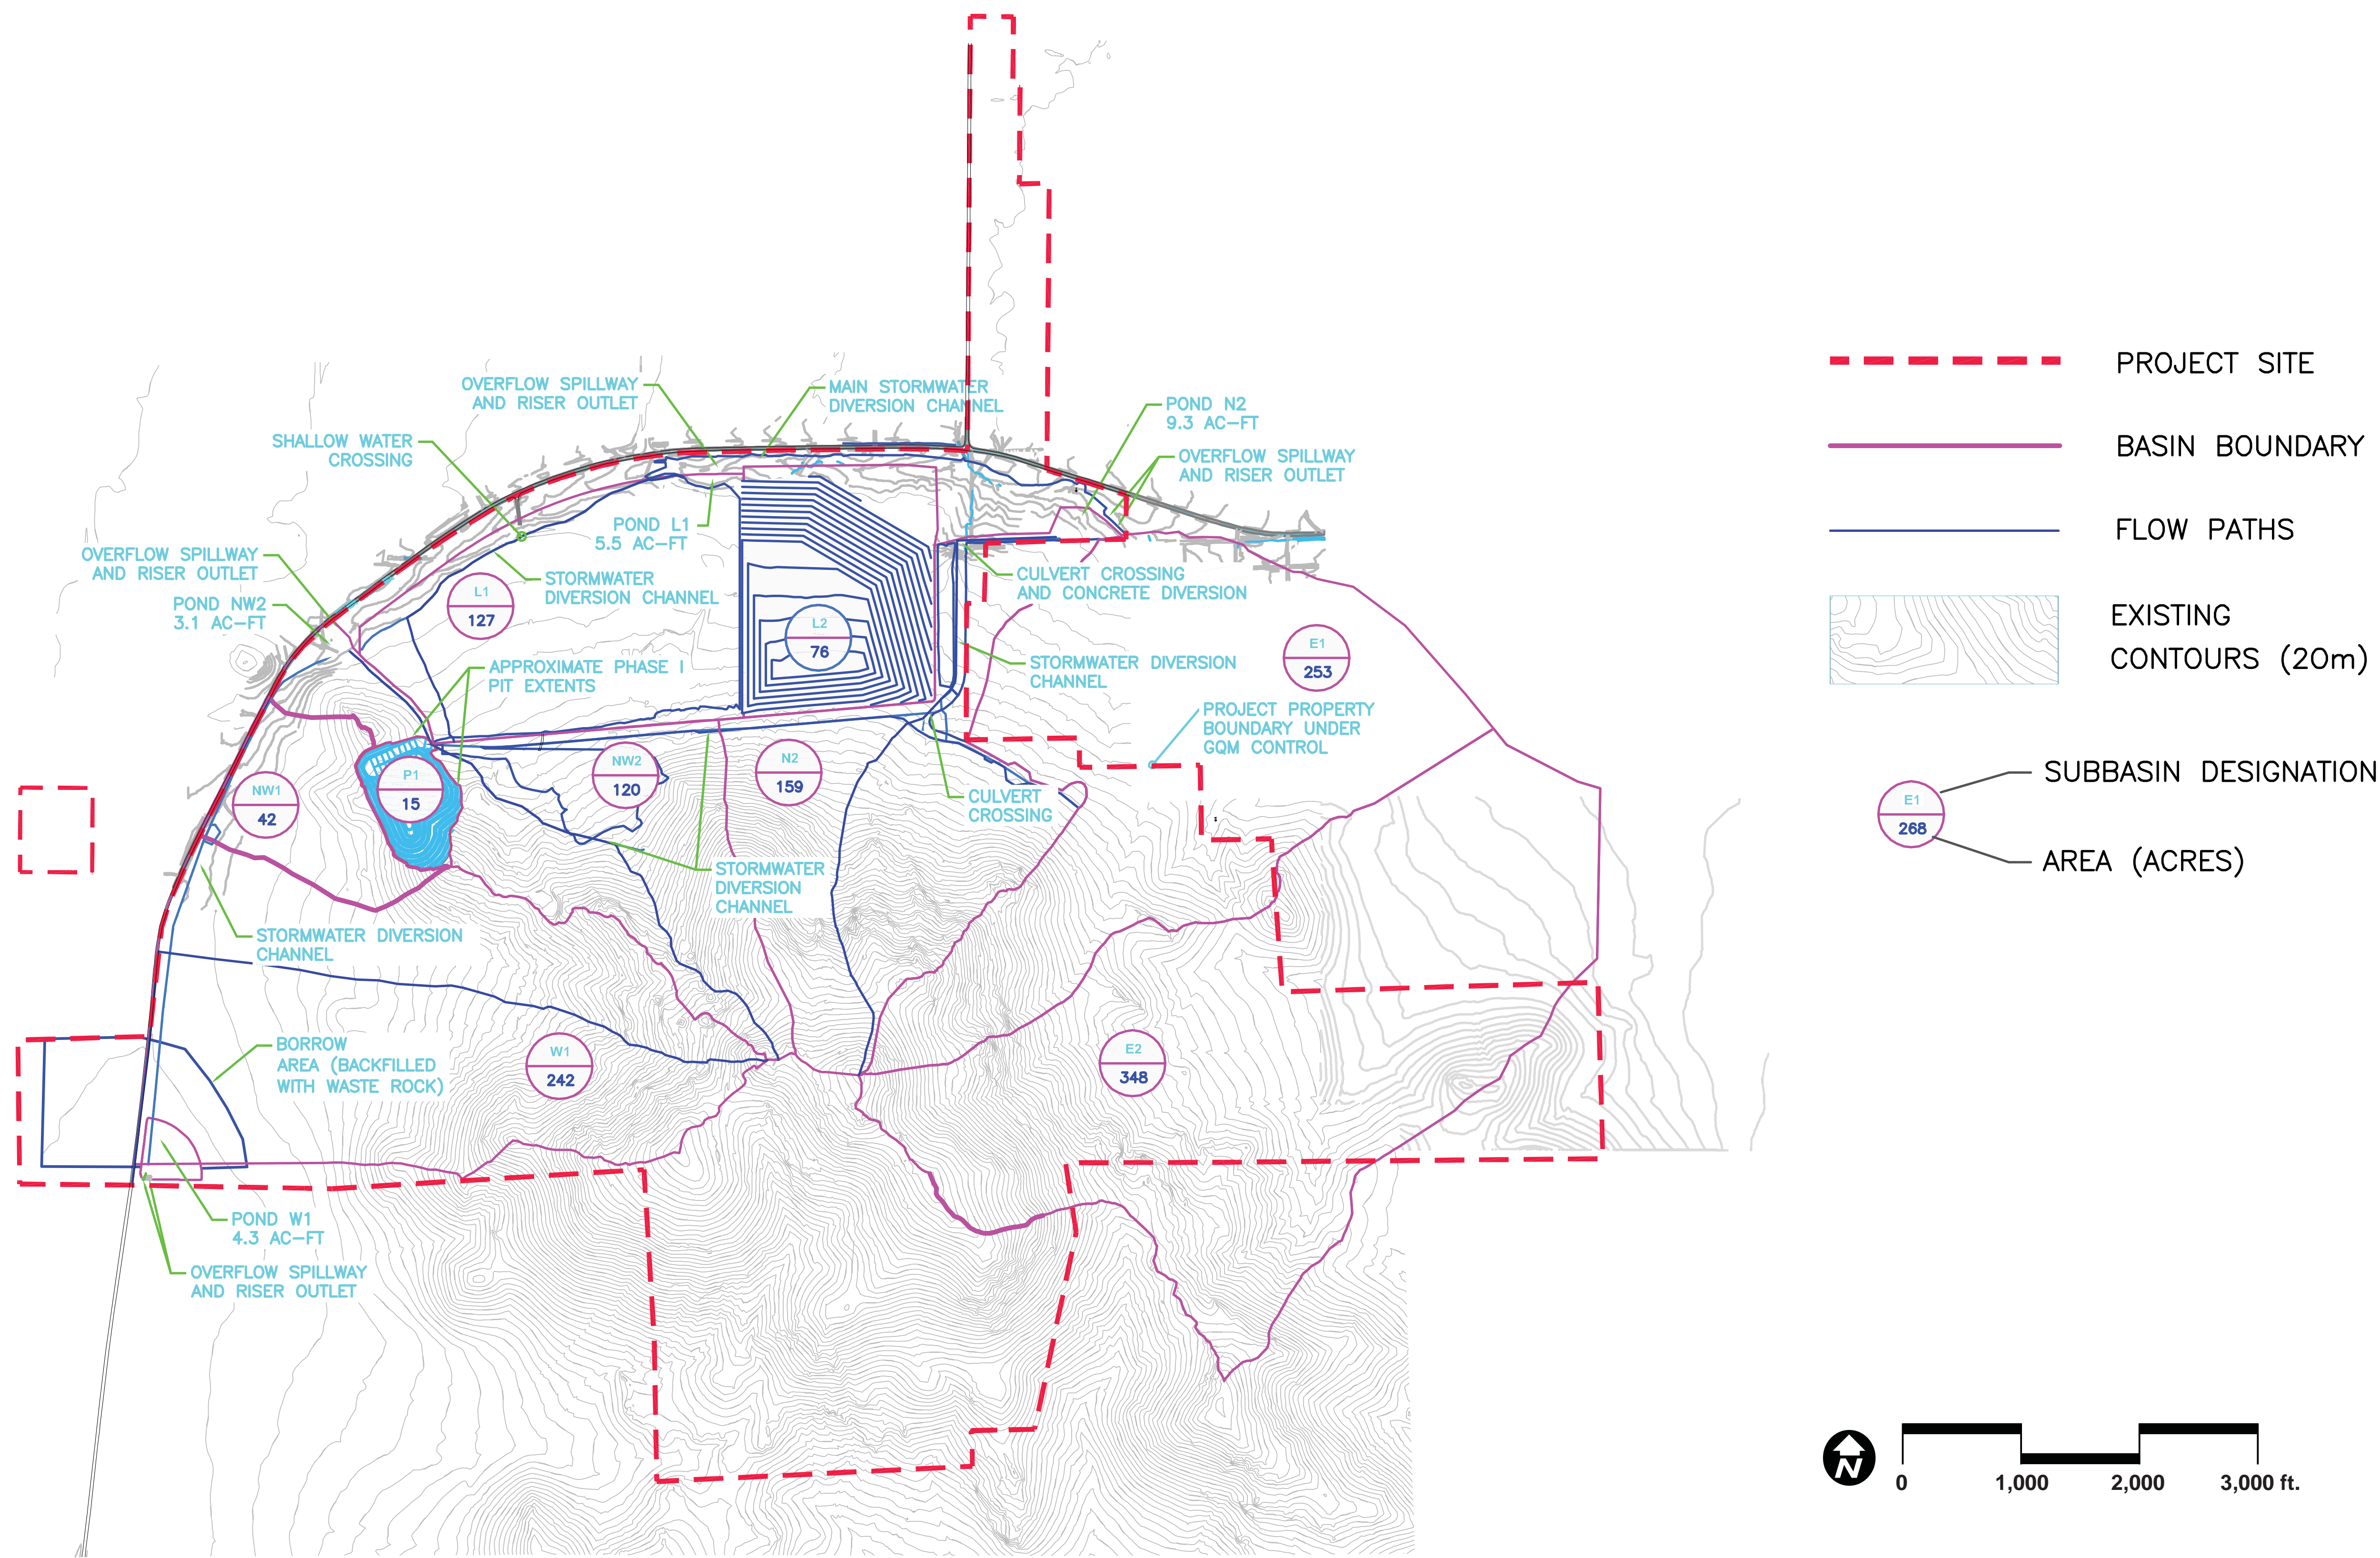 OVERFLOW SPILLWAY
AND RISER OUTLET
MAIN STORMWATER
DIVERSION CHANNEL
POND N2
9.3 AC-FT
SHALLOW WATER
CROSSING
OVERFLOW SPILLWAY
AND RISER OUTLET
POND L1
5.5 AC-FT
OVERFLOW SPILLWAY
AND RISER OUTLET
POND NW2
3.1 AC-FT
STORMWATER
DIVERSION CHANNEL
CULVERT CROSSING
AND CONCRETE DIVERSION
L1
127
L2
76
E1
253
APPROXIMATE PHASE I
PIT EXTENTS
STORMWATER DIVERSION
CHANNEL
PROJECT PROPERTY
BOUNDARY UNDER
GQM CONTROL
NW1
42
P1
15
NW2
120
N2
159
CULVERT
CROSSING
STORMWATER
DIVERSION
CHANNEL
STORMWATER DIVERSION
CHANNEL
BORROW
AREA (BACKFILLED
WITH WASTE ROCK)
W1
242
E2
348
POND W1
4.3 AC-FT
OVERFLOW SPILLWAY
AND RISER OUTLET
PROJECT SITE
BASIN BOUNDARY
FLOW PATHS
EXISTING
CONTOURS (20m)
SUBBASIN DESIGNATION
E1
268
AREA (ACRES)
N
0 1,000 2,000 3,000 ft.